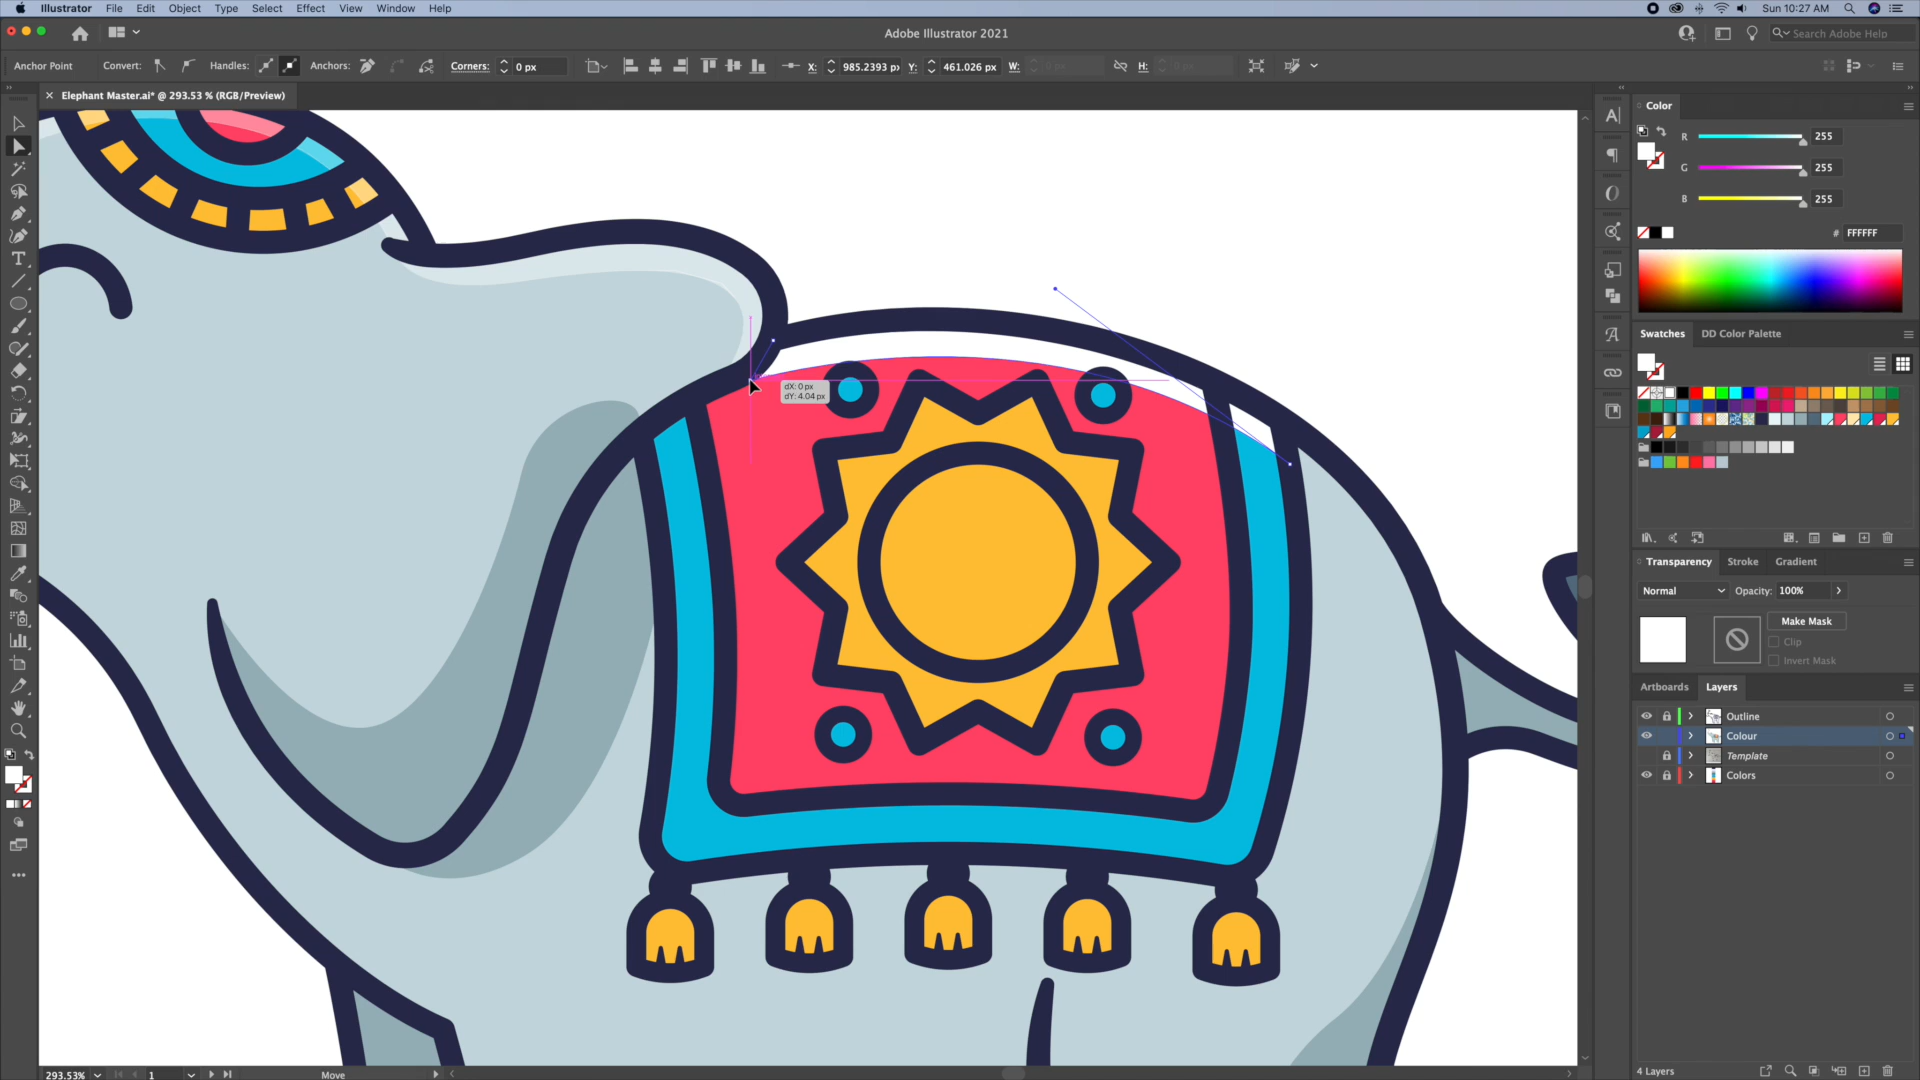 Illustrator File Edit Object Type Select Effect View Window Help
Sun 10:27 AM
Adobe Illustrator 2021
Search Adobe Help
Anchor Point Convert: Handles: Anchors: Corners: 0 px X: 985.2393 px Y: 461.026 px W: 0 px H: 0 px
Elephant Master.ai* @ 293.53 % (RGB/Preview)
dX: 0 px
dY: 4.04 px
Color
R 255
G 255
B 255
# FFFFFF
Swatches DD Color Palette
Transparency Stroke Gradient
Normal Opacity: 100%
Make Mask
Clip
Invert Mask
Artboards Layers
Outline
Colour
Template
Colors
4 Layers
293.53% 1 Move